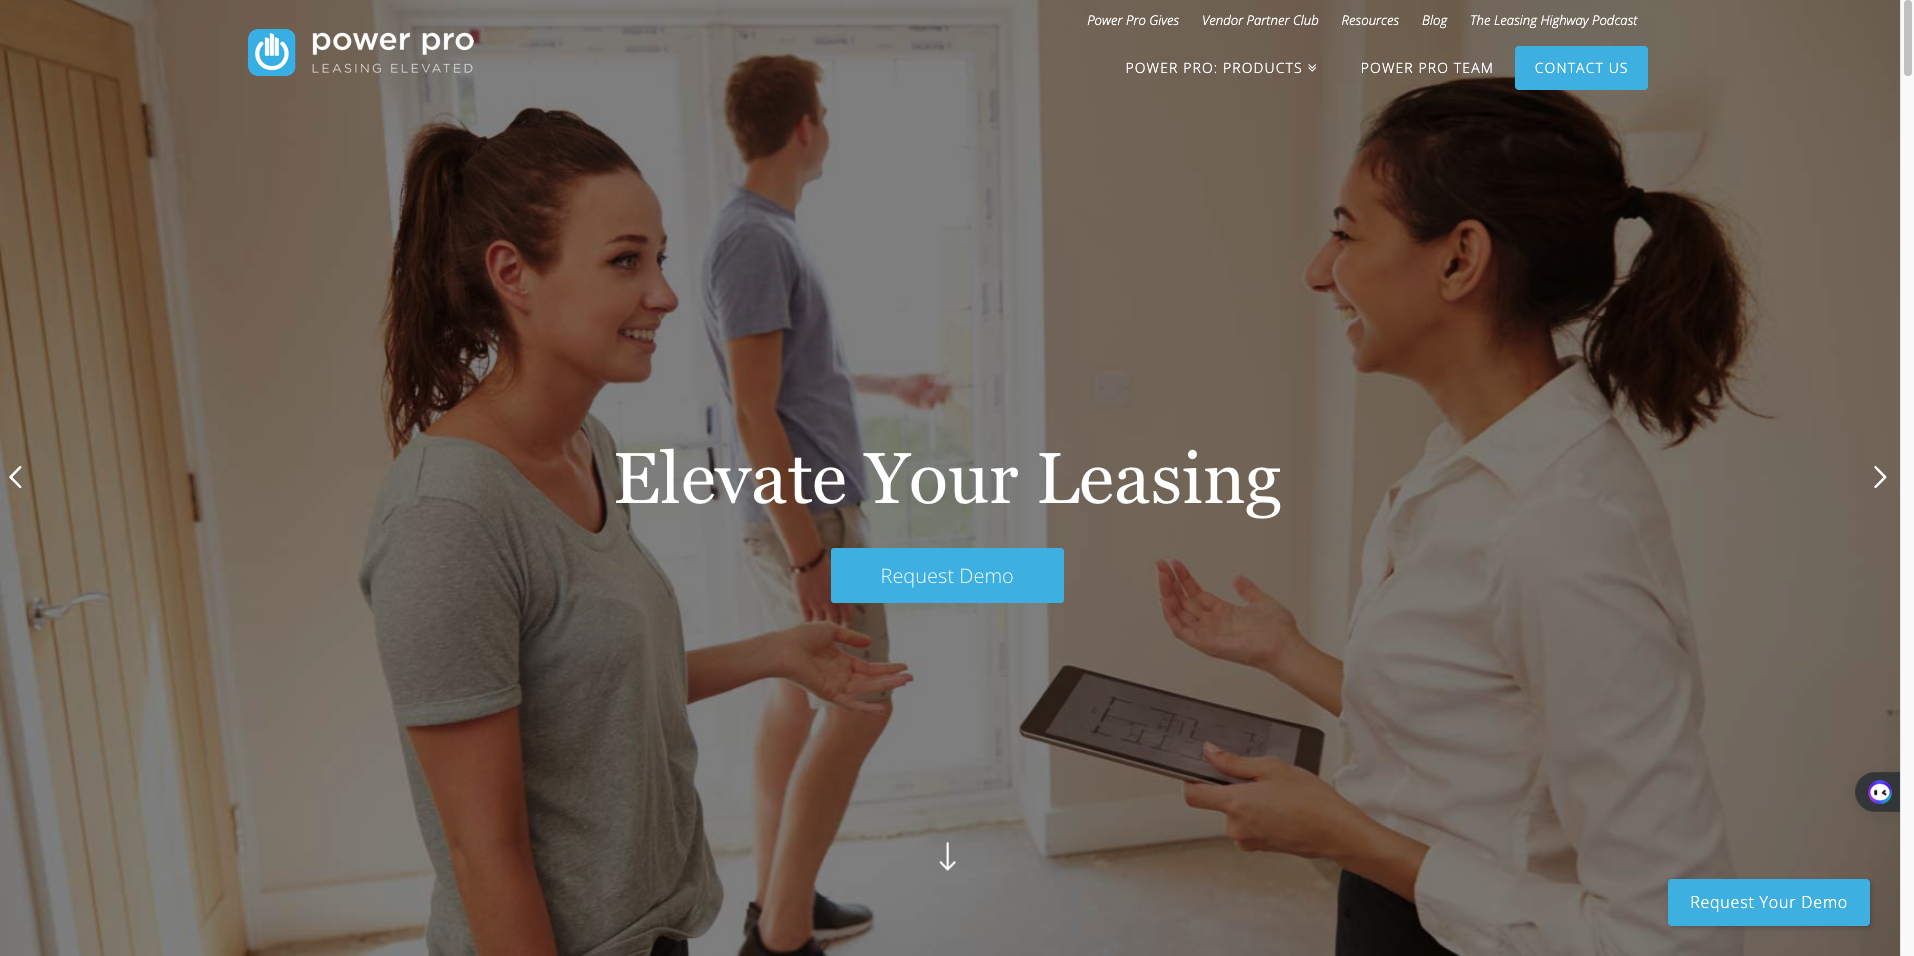 Power Pro Gives Vendor Partner Club Resources Blog The Leasing Highway Podcast
power pro
LEASING ELEVATED
POWER PRO: PRODUCTS POWER PRO TEAM CONTACT US
Elevate Your Leasing
Request Demo
Request Your Demo